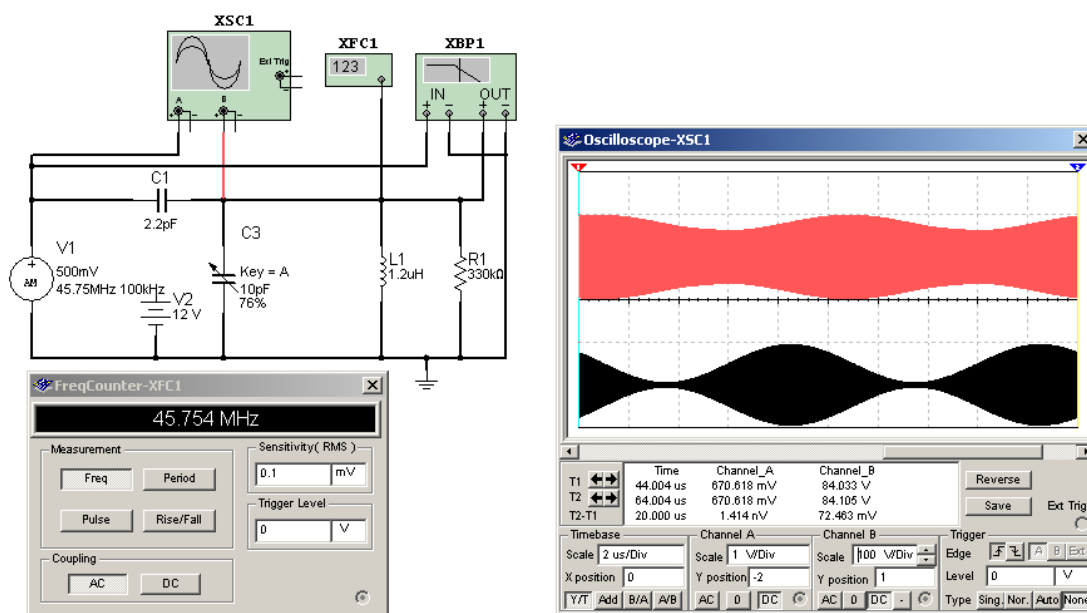 XSC1
XFC1
XBP1
Ext Trig
A
B
123
IN OUT
C1
2.2pF
C3
V1
500mV
45.75MHz 100kHz
AM
V2
12 V
Key = A
10pF
76%
L1
1.2uH
R1
330kΩ
FreqCounter-XFC1
45.754 MHz
Measurement
Freq
Period
Pulse
Rise/Fall
Coupling
AC
DC
Sensitivity( RMS )
0.1 mV
Trigger Level
0 V
Oscilloscope-XSC1
Time Channel_A Channel_B
T1 44.004 us 670.618 mV 84.033 V
T2 64.004 us 670.618 mV 84.105 V
T2-T1 20.000 us 1.414 nV 72.463 mV
Reverse
Save
Ext Trig
Timebase
Scale 2 us/Div
X position 0
Y/T Add B/A A/B
Channel A
Scale 1 V/Div
Y position -2
AC 0 DC
Channel B
Scale 100 V/Div
Y position 1
AC 0 DC -
Trigger
Edge A B Ext
Level 0 V
Type Sing. Nor. Auto None